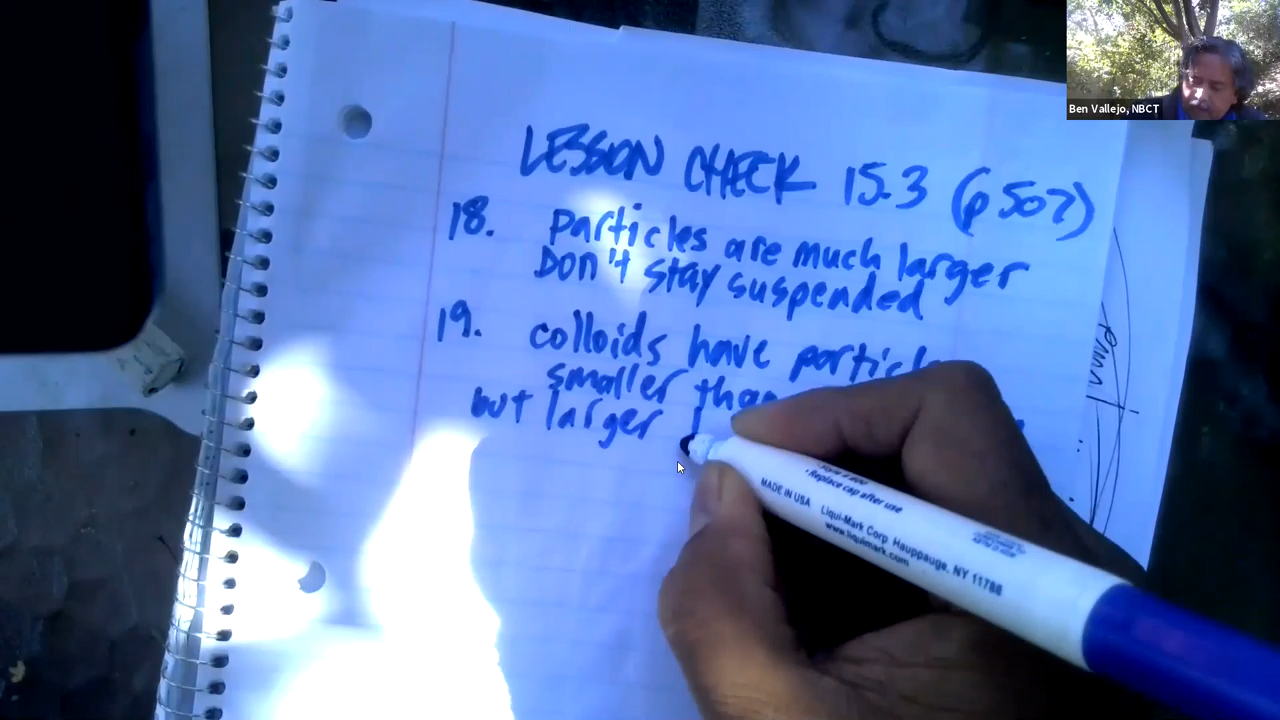 Ben Vallejo, NBCT
LESSON CHECK 15.3 (p 507)
18. Particles are much larger
Don't stay suspended
19. colloids have particl
smaller than
but larger
• Replace cap after use
MADE IN USA Liqui-Mark Corp. Hauppauge, NY 11788
www.liquimark.com